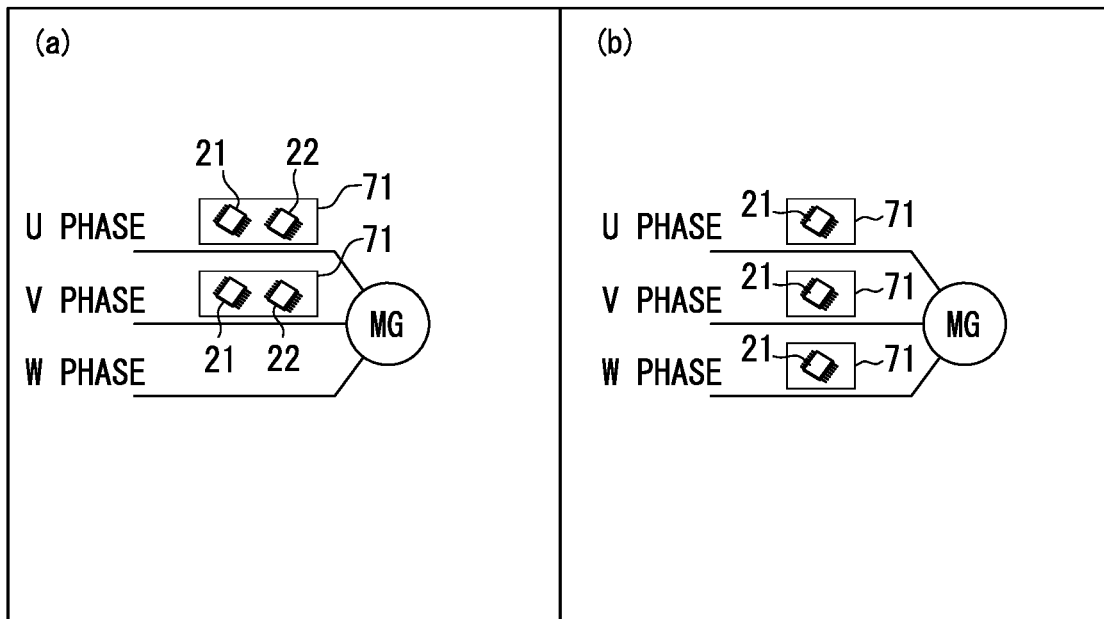 (a)
21 22 71
U PHASE
71
V PHASE
MG
21 22
W PHASE
(b)
U PHASE 21 71
V PHASE 21 71
MG
W PHASE 21 71